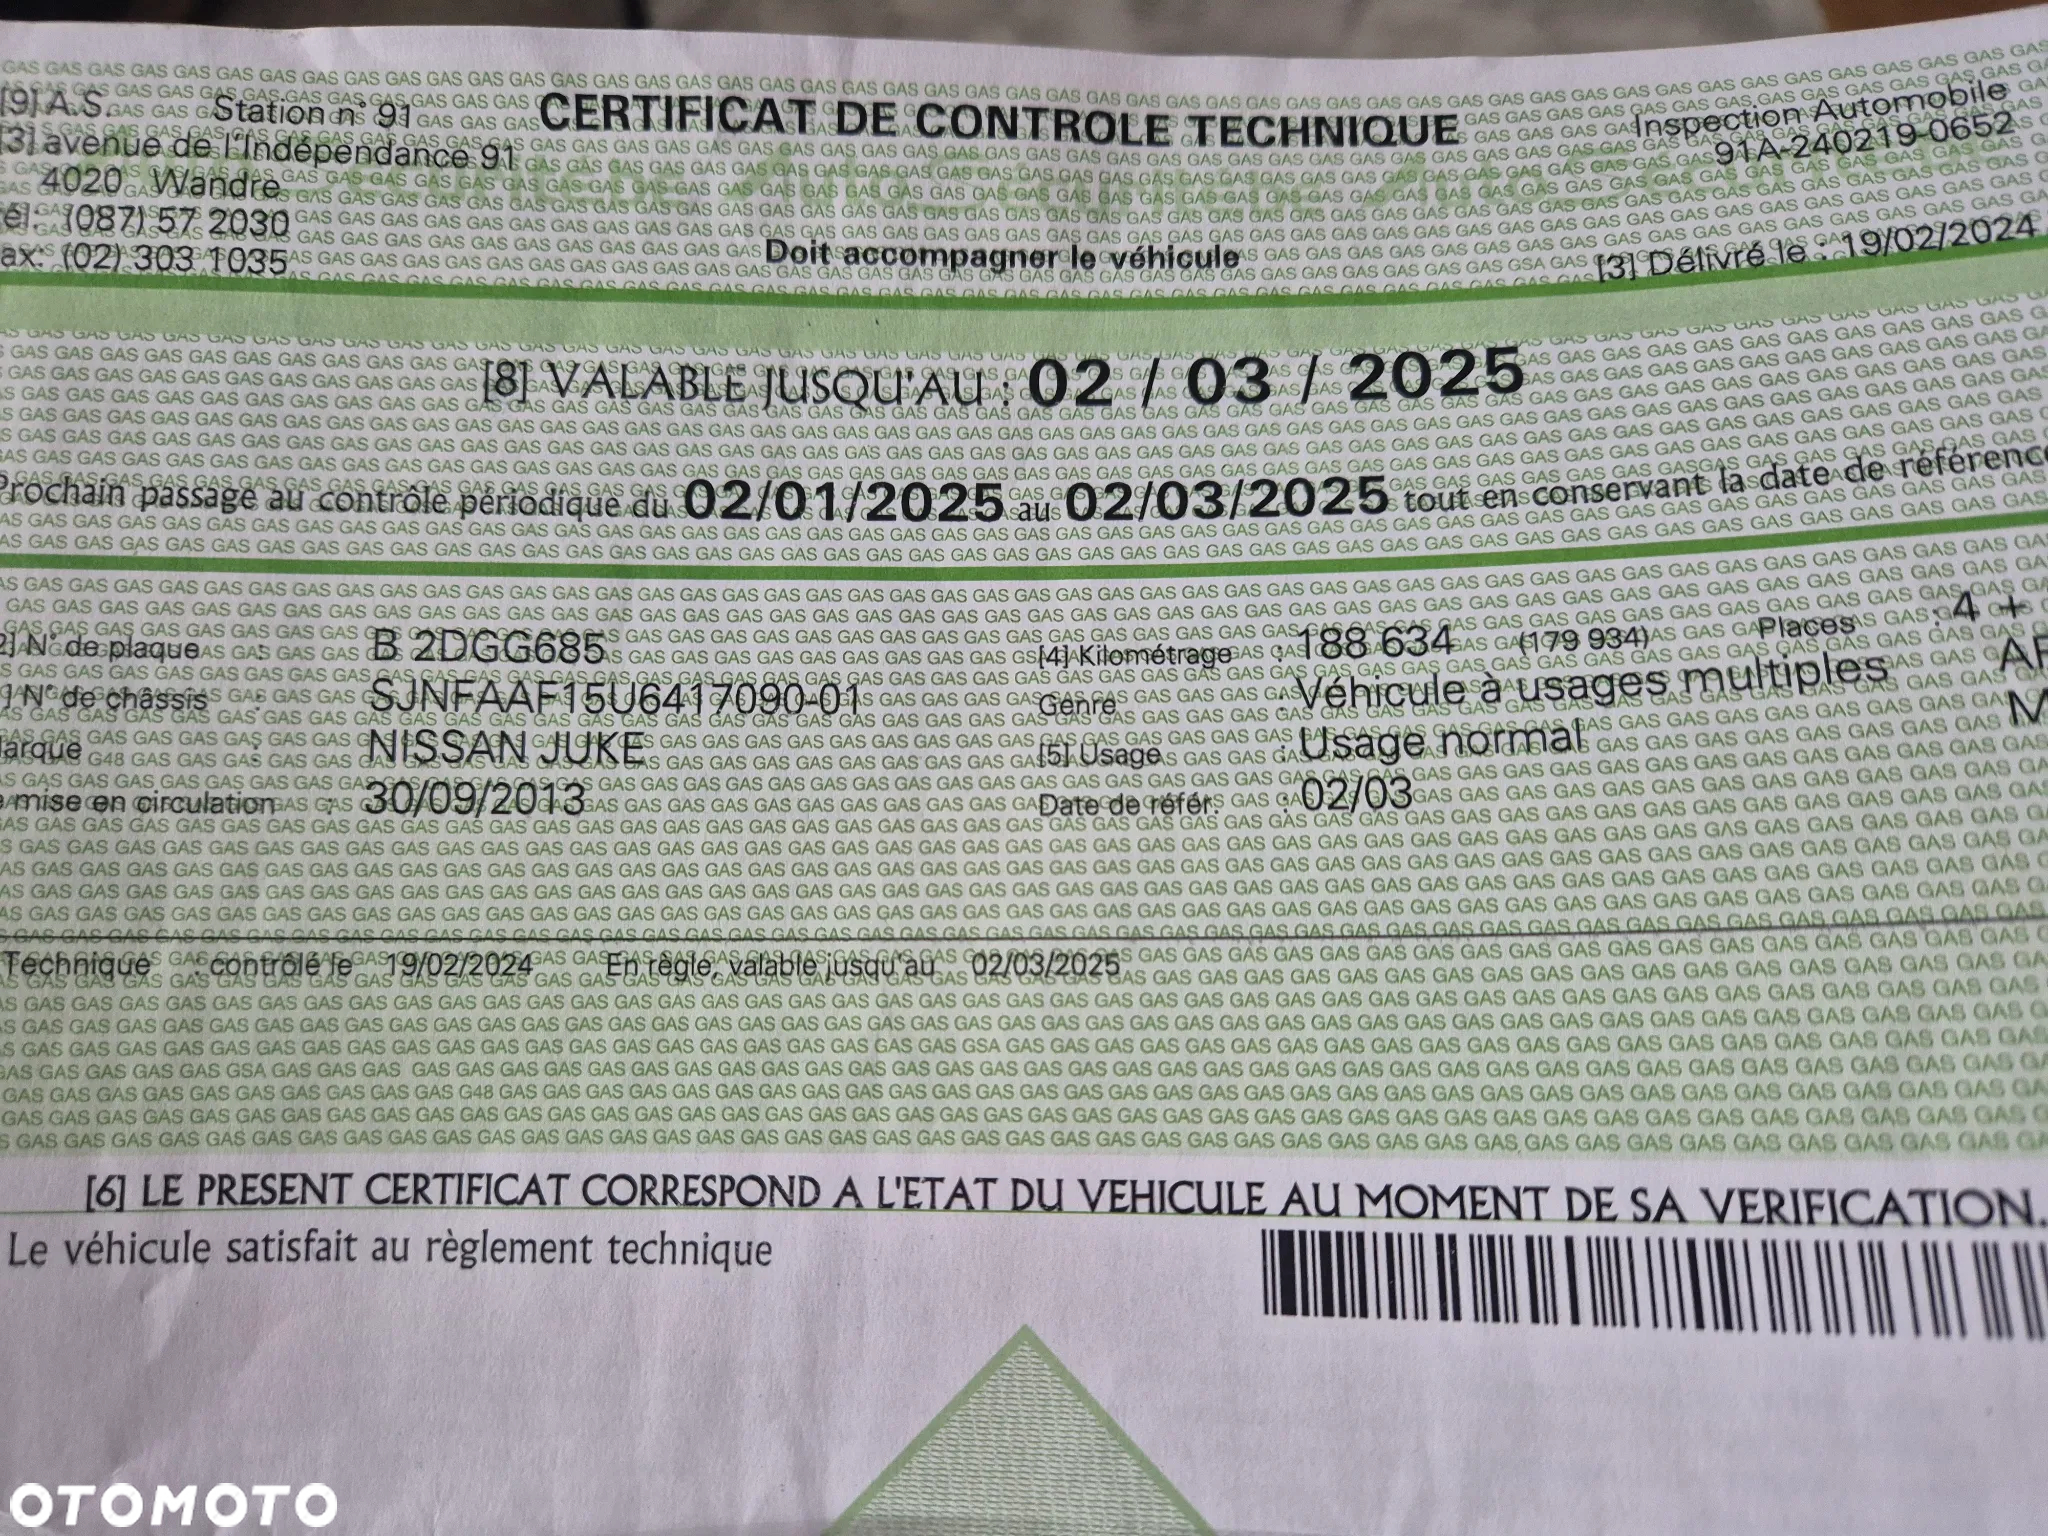 [9] A.S. Station n° 91 CERTIFICAT DE CONTROLE TECHNIQUE Inspection Automobile
[3] avenue de l'Indépendance 91 91A-240219-0652
4020 Wandre
él: (087) 57 2030
ax: (02) 303 1035 Doit accompagner le véhicule [3] Délivré le : 19/02/2024
[8] VALABLE JUSQU'AU : 02 / 03 / 2025
Prochain passage au contrôle périodique du 02/01/2025 au 02/03/2025 tout en conservant la date de référence
2] N° de plaque : B 2DGG685 [4] Kilométrage : 188 634 (179 934) Places : 4 +
] N° de châssis : SJNFAAF15U6417090-01 Genre : Véhicule à usages multiples AF
arque : NISSAN JUKE [5] Usage : Usage normal M
e mise en circulation : 30/09/2013 Date de référ. : 02/03
Technique : contrôlé le 19/02/2024 En règle, valable jusqu'au 02/03/2025
[6] LE PRESENT CERTIFICAT CORRESPOND A L'ETAT DU VEHICULE AU MOMENT DE SA VERIFICATION.
Le véhicule satisfait au règlement technique
OTOMOTO